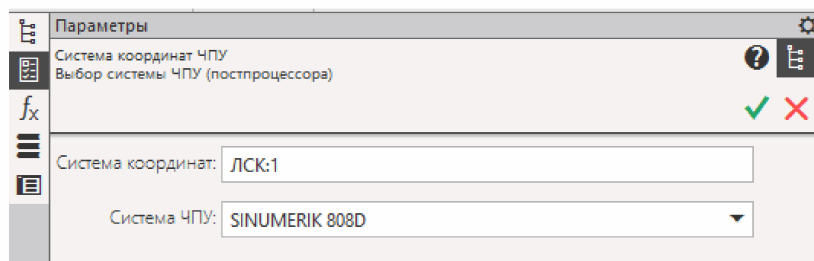 Параметры
Система координат ЧПУ
Выбор системы ЧПУ (постпроцессора)
Система координат: ЛСК:1
Система ЧПУ: SINUMERIK 808D